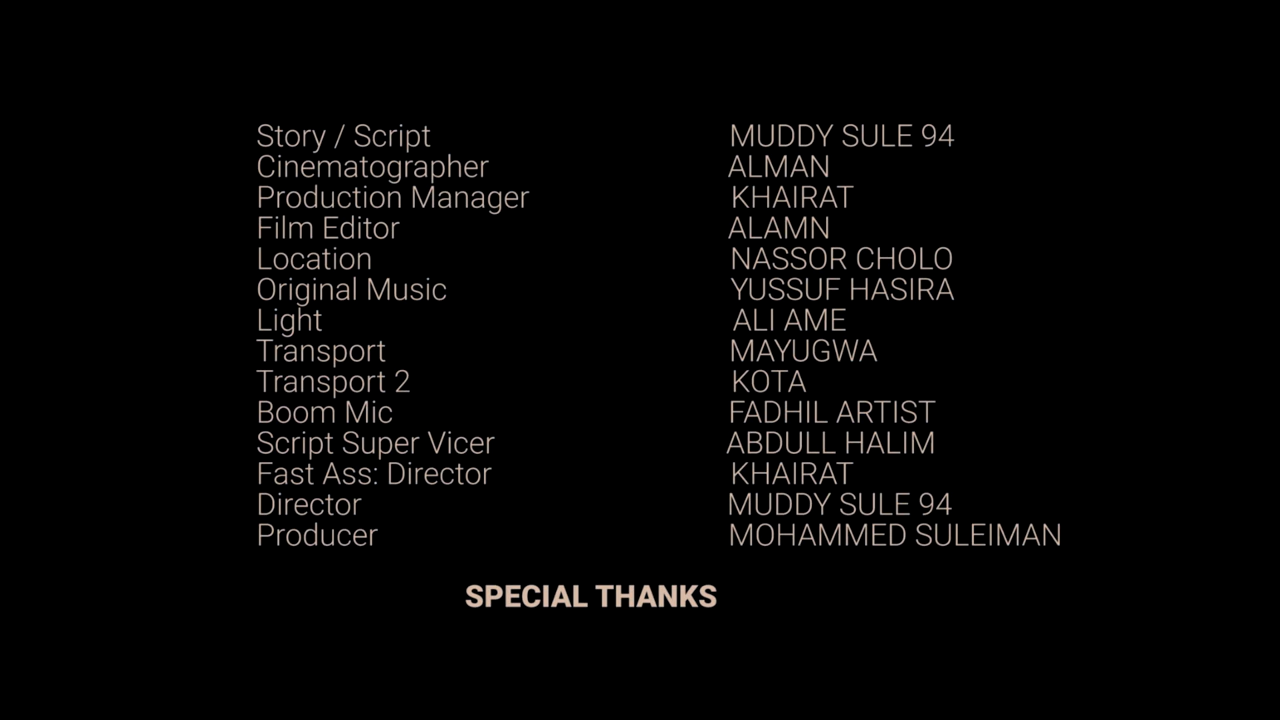 Story / Script MUDDY SULE 94
Cinematographer ALMAN
Production Manager KHAIRAT
Film Editor ALAMN
Location NASSOR CHOLO
Original Music YUSSUF HASIRA
Light ALI AME
Transport MAYUGWA
Transport 2 KOTA
Boom Mic FADHIL ARTIST
Script Super Vicer ABDULL HALIM
Fast Ass: Director KHAIRAT
Director MUDDY SULE 94
Producer MOHAMMED SULEIMAN
SPECIAL THANKS